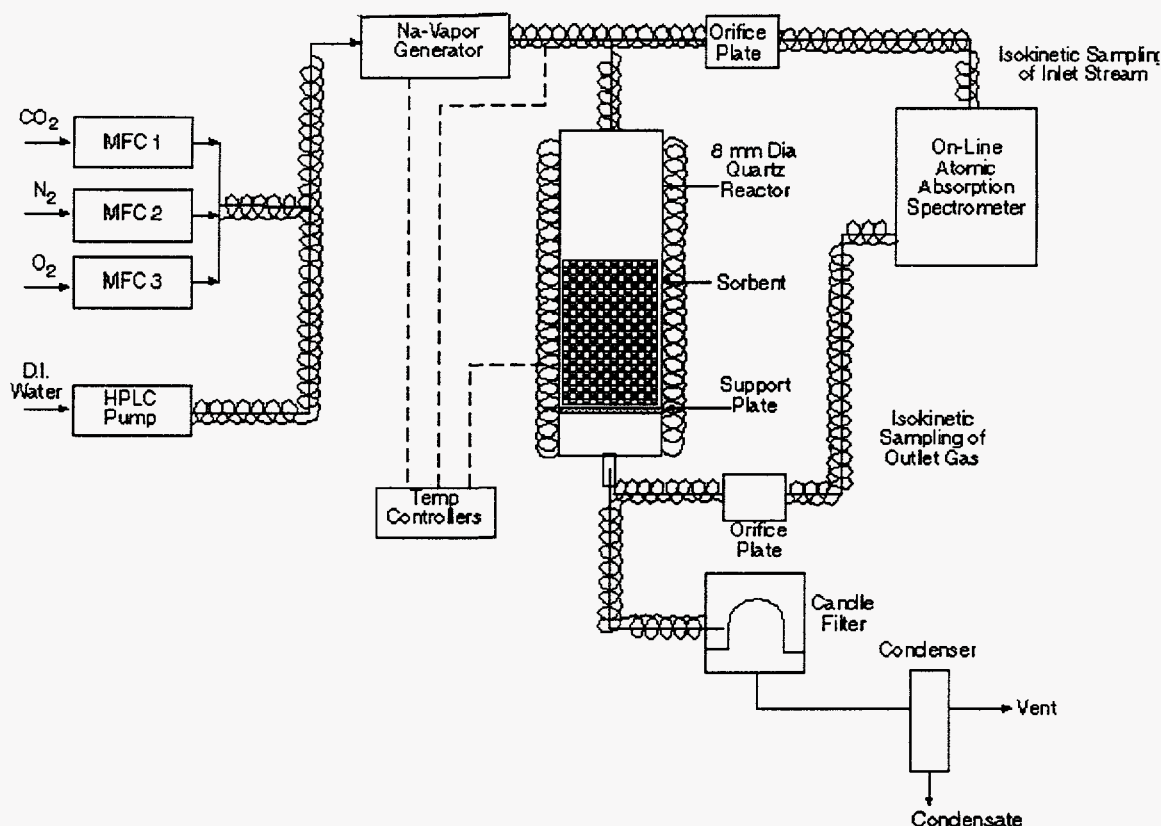 Na-Vapor
Generator
Orifice
Plate
Isokinetic Sampling
of Inlet Stream
CO2
MFC 1
N2
MFC 2
O2
MFC 3
D.I.
Water
HPLC
Pump
8 mm Dia
Quartz
Reactor
On-Line
Atomic
Absorption
Spectrometer
Sorbent
Support
Plate
Isokinetic
Sampling of
Outlet Gas
Temp
Controllers
Orifice
Plate
Candle
Filter
Condenser
Vent
Condensate